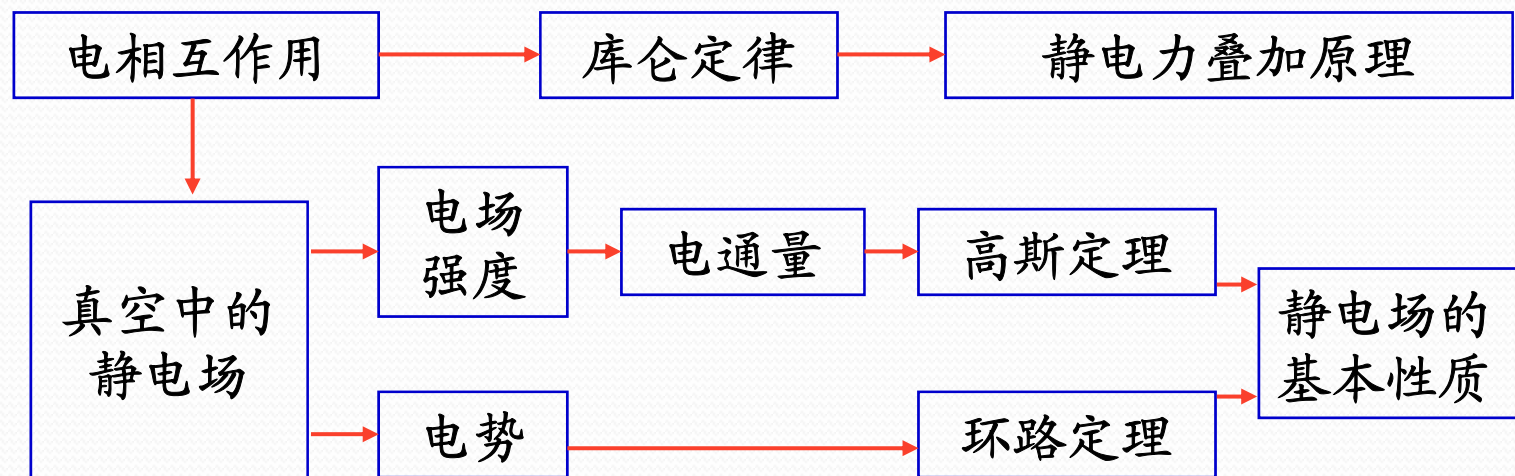 电相互作用
库仑定律
静电力叠加原理
电场
强度
电通量
高斯定理
真空中的
静电场
静电场的
基本性质
电势
环路定理